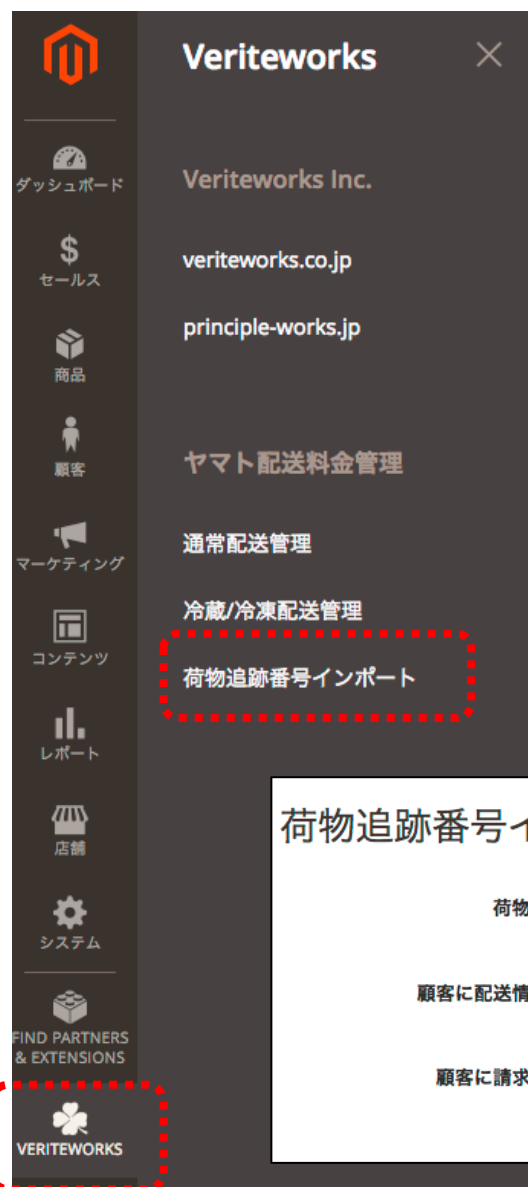 Veriteworks
ダッシュボード
セールス
商品
顧客
マーケティング
コンテンツ
レポート
店舗
システム
FIND PARTNERS
& EXTENSIONS
VERITEWORKS
Veriteworks Inc.
veriteworks.co.jp
principle-works.jp
ヤマト配送料金管理
通常配送管理
冷蔵/冷凍配送管理
荷物追跡番号インポート
荷物追跡番号イ
荷物
顧客に配送情
顧客に請求